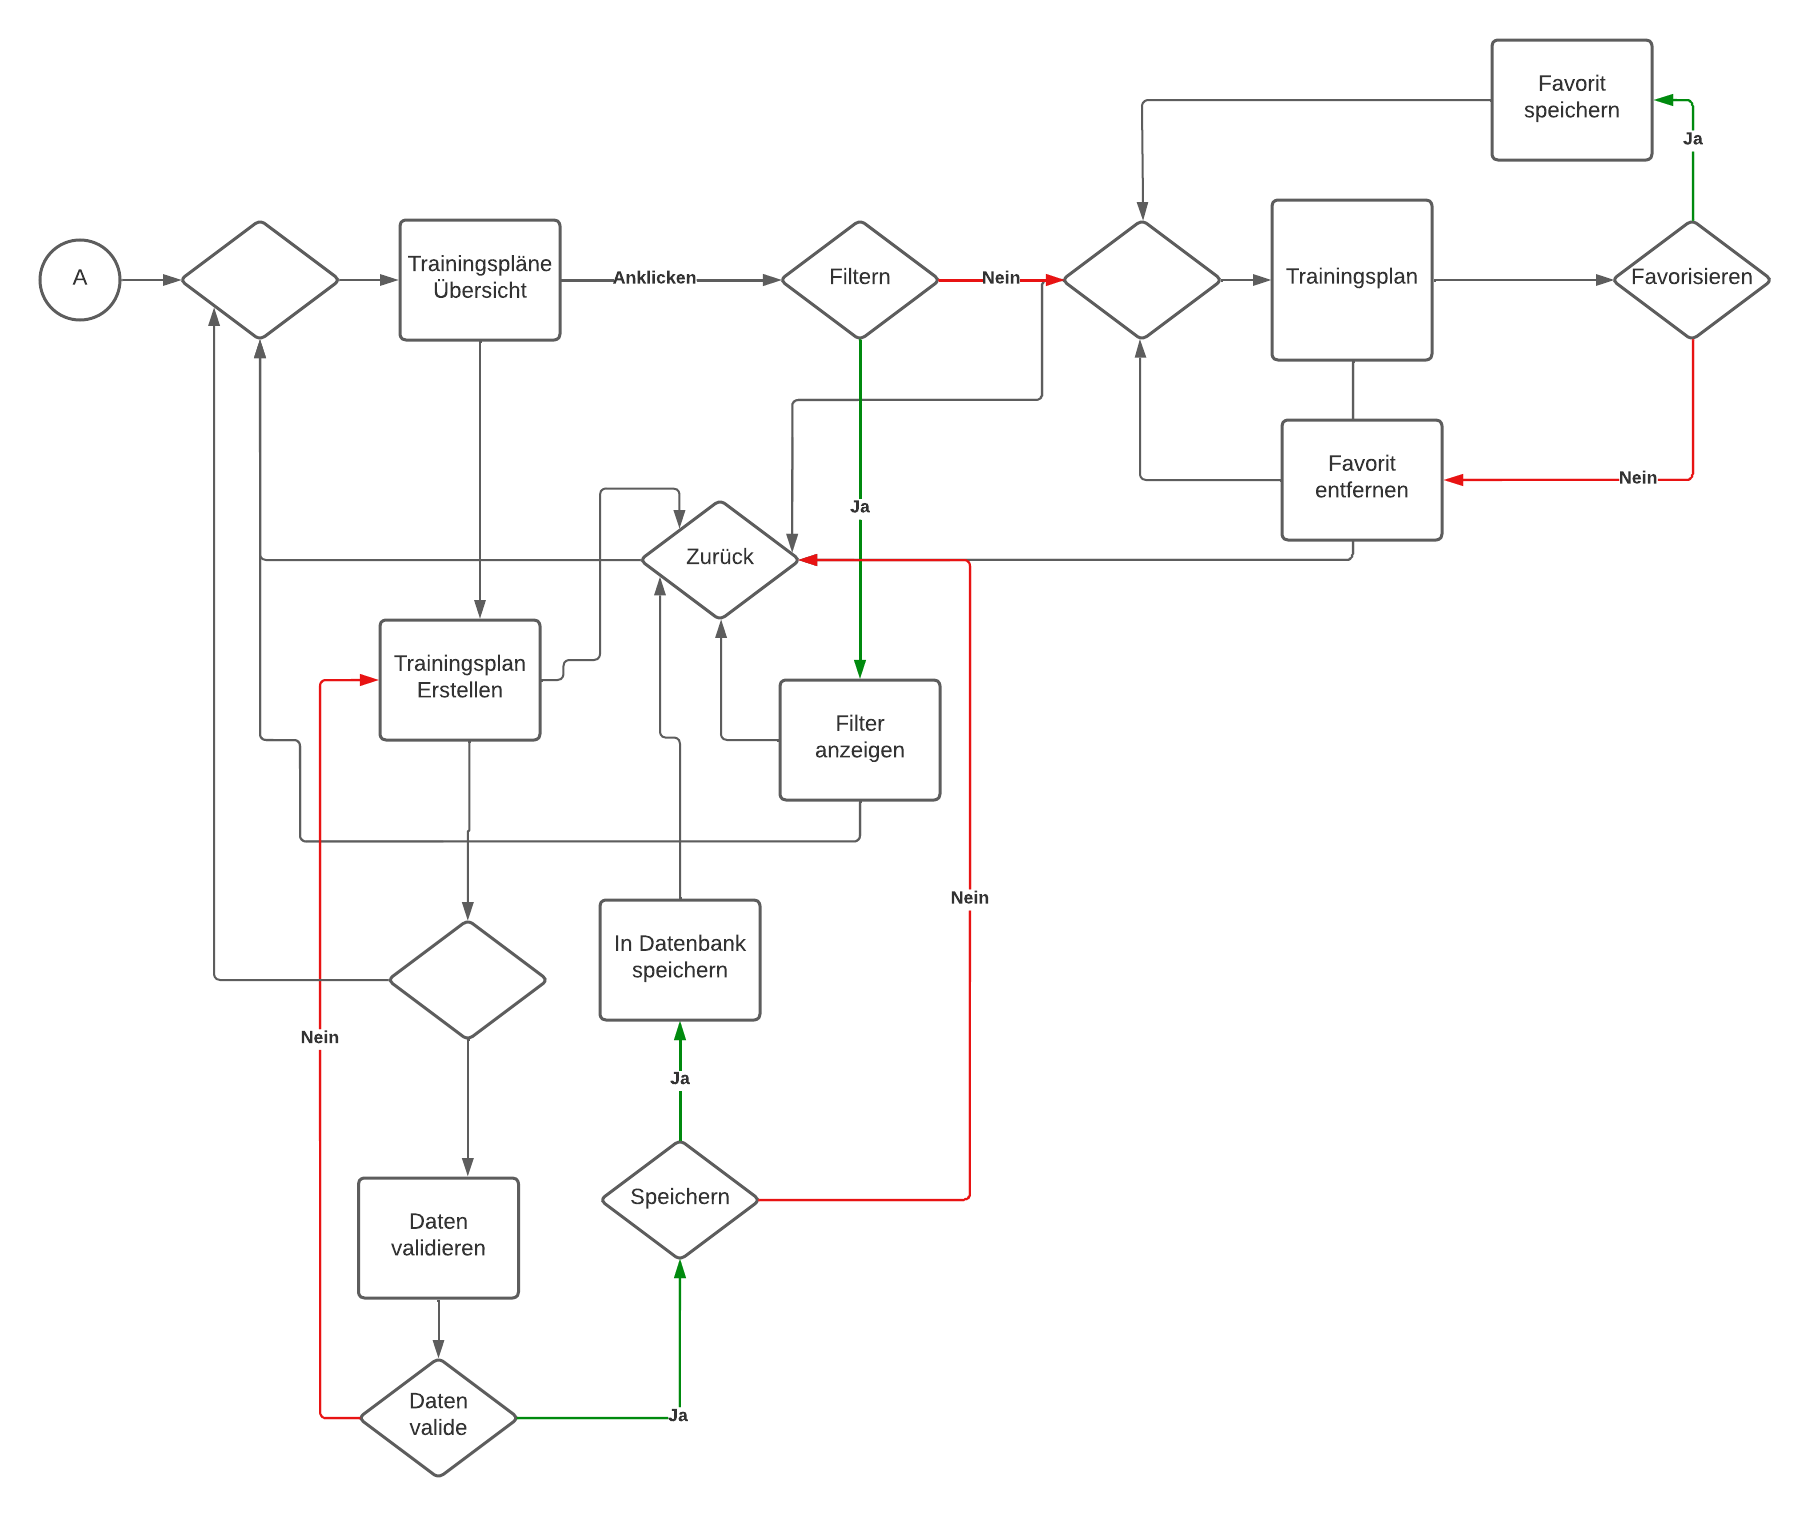 Favorit
speichern
Ja
A
Trainingspläne
Übersicht
Anklicken
Filtern
Nein
Trainingsplan
Favorisieren
Favorit
entfernen
Nein
Ja
Zurück
Trainingsplan
Erstellen
Filter
anzeigen
Nein
In Datenbank
speichern
Nein
Ja
Speichern
Daten
validieren
Daten
valide
Ja